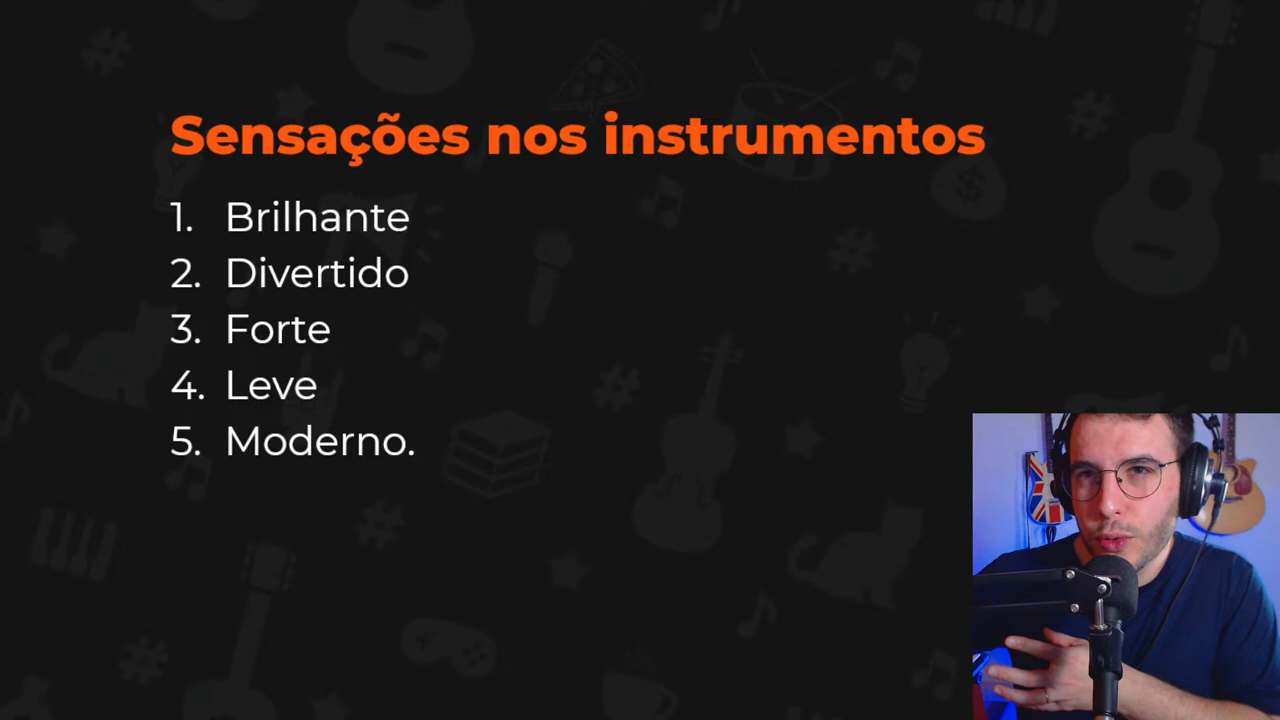 Sensações nos instrumentos
1. Brilhante
2. Divertido
3. Forte
4. Leve
5. Moderno.